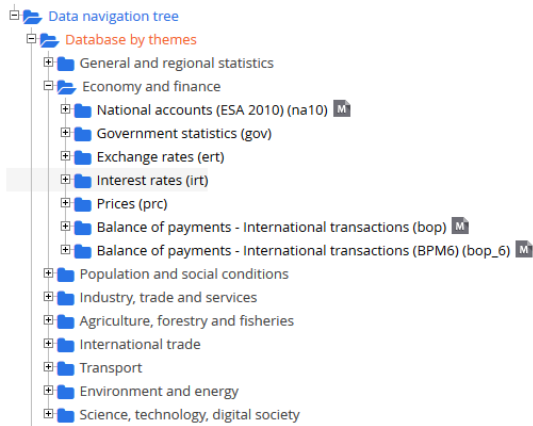 Data navigation tree
Database by themes
General and regional statistics
Economy and finance
National accounts (ESA 2010) (na10) M
Government statistics (gov)
Exchange rates (ert)
Interest rates (irt)
Prices (prc)
Balance of payments - International transactions (bop) M
Balance of payments - International transactions (BPM6) (bop_6) M
Population and social conditions
Industry, trade and services
Agriculture, forestry and fisheries
International trade
Transport
Environment and energy
Science, technology, digital society